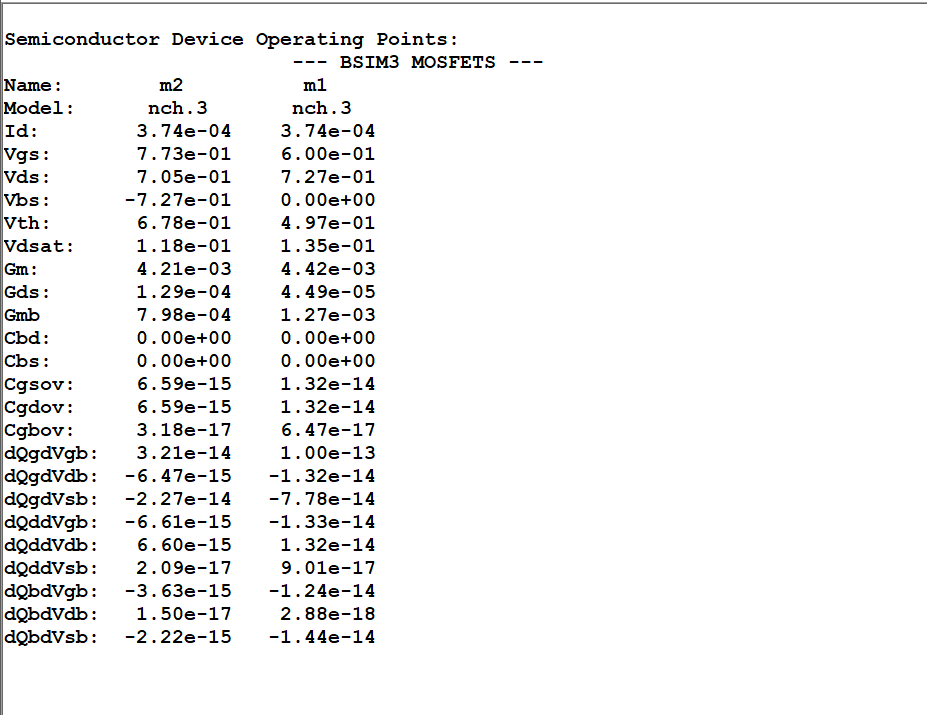 Semiconductor Device Operating Points:
--- BSIM3 MOSFETS ---
Name: m2 m1
Model: nch.3 nch.3
Id: 3.74e-04 3.74e-04
Vgs: 7.73e-01 6.00e-01
Vds: 7.05e-01 7.27e-01
Vbs: -7.27e-01 0.00e+00
Vth: 6.78e-01 4.97e-01
Vdsat: 1.18e-01 1.35e-01
Gm: 4.21e-03 4.42e-03
Gds: 1.29e-04 4.49e-05
Gmb 7.98e-04 1.27e-03
Cbd: 0.00e+00 0.00e+00
Cbs: 0.00e+00 0.00e+00
Cgsov: 6.59e-15 1.32e-14
Cgdov: 6.59e-15 1.32e-14
Cgbov: 3.18e-17 6.47e-17
dQgdVgb: 3.21e-14 1.00e-13
dQgdVdb: -6.47e-15 -1.32e-14
dQgdVsb: -2.27e-14 -7.78e-14
dQddVgb: -6.61e-15 -1.33e-14
dQddVdb: 6.60e-15 1.32e-14
dQddVsb: 2.09e-17 9.01e-17
dQbdVgb: -3.63e-15 -1.24e-14
dQbdVdb: 1.50e-17 2.88e-18
dQbdVsb: -2.22e-15 -1.44e-14